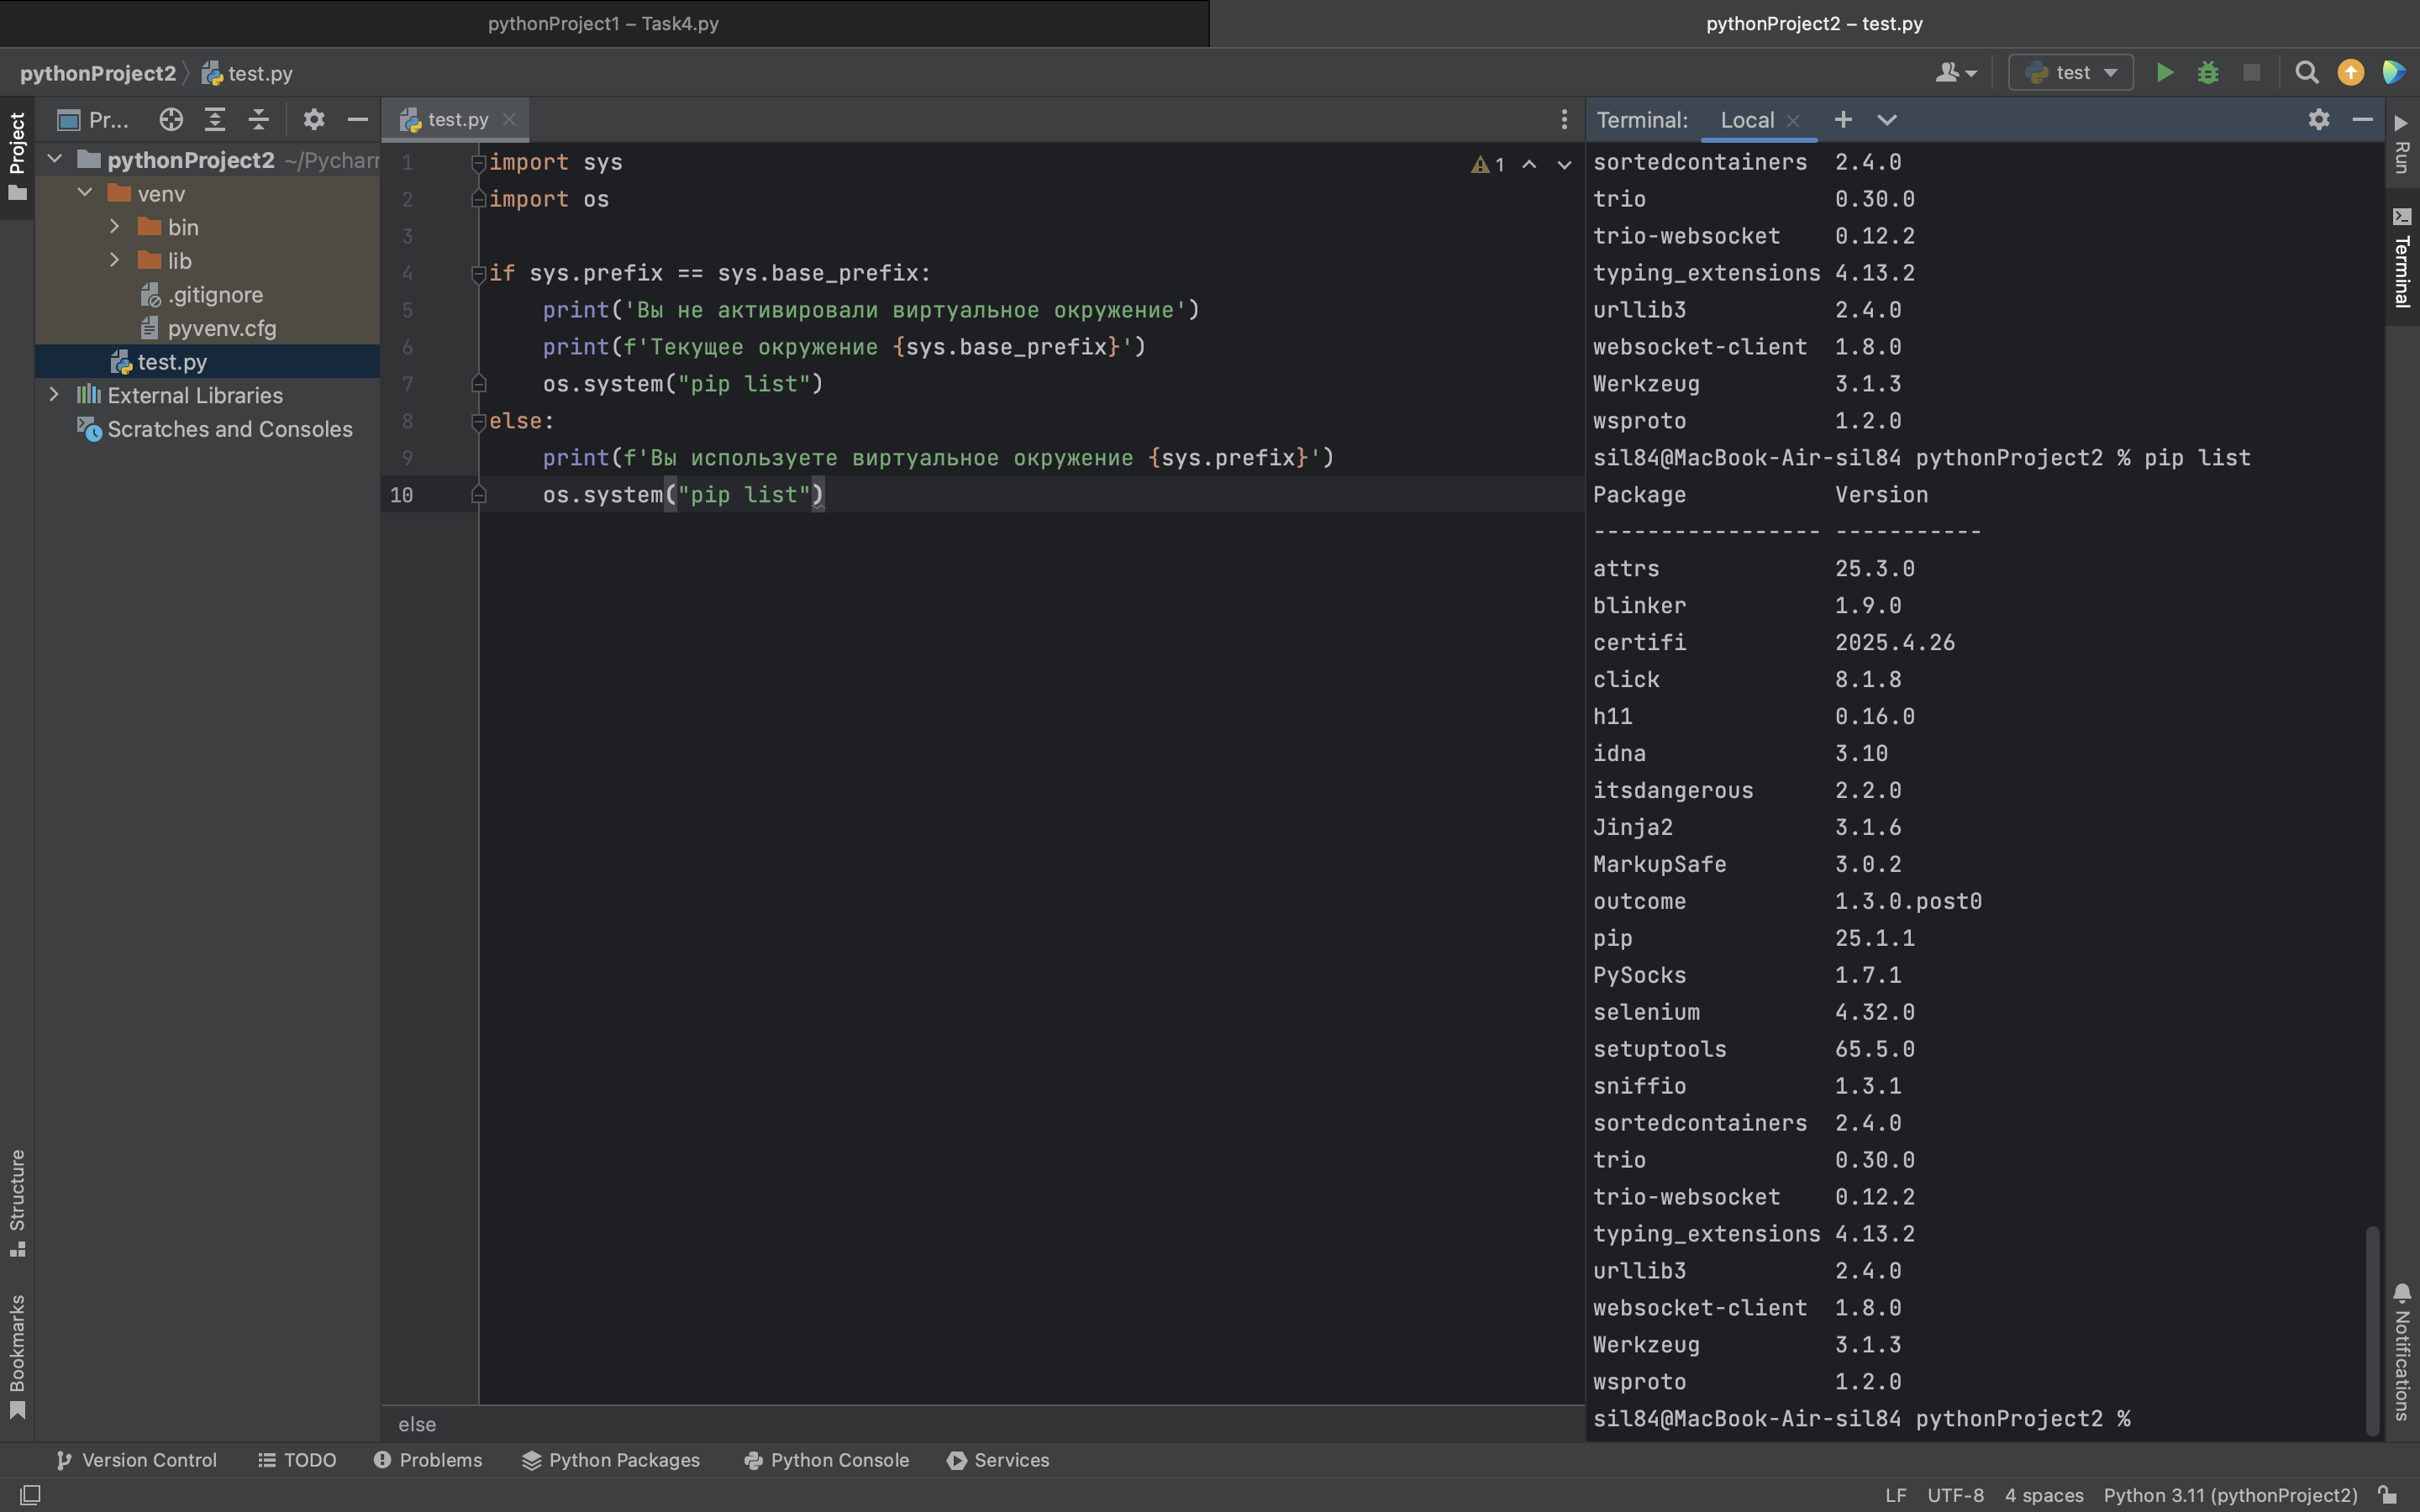 pythonProject1 – Task4.py
pythonProject2 – test.py
pythonProject2
test.py
test
Project
Pr...
test.py
Terminal:
Local
pythonProject2 ~/Pycharm
venv
bin
lib
.gitignore
pyvenv.cfg
test.py
External Libraries
Scratches and Consoles
1 import sys
2 import os
3
4 if sys.prefix == sys.base_prefix:
5 print('Вы не активировали виртуальное окружение')
6 print(f'Текущее окружение {sys.base_prefix}')
7 os.system("pip list")
8 else:
9 print(f'Вы используете виртуальное окружение {sys.prefix}')
10 os.system("pip list")
1
else
sortedcontainers 2.4.0
trio 0.30.0
trio-websocket 0.12.2
typing_extensions 4.13.2
urllib3 2.4.0
websocket-client 1.8.0
Werkzeug 3.1.3
wsproto 1.2.0
sil84@MacBook-Air-sil84 pythonProject2 % pip list
Package Version
----------------- -----------
attrs 25.3.0
blinker 1.9.0
certifi 2025.4.26
click 8.1.8
h11 0.16.0
idna 3.10
itsdangerous 2.2.0
Jinja2 3.1.6
MarkupSafe 3.0.2
outcome 1.3.0.post0
pip 25.1.1
PySocks 1.7.1
selenium 4.32.0
setuptools 65.5.0
sniffio 1.3.1
sortedcontainers 2.4.0
trio 0.30.0
trio-websocket 0.12.2
typing_extensions 4.13.2
urllib3 2.4.0
websocket-client 1.8.0
Werkzeug 3.1.3
wsproto 1.2.0
sil84@MacBook-Air-sil84 pythonProject2 %
Run
Terminal
Notifications
Structure
Bookmarks
Version Control
TODO
Problems
Python Packages
Python Console
Services
LF
UTF-8
4 spaces
Python 3.11 (pythonProject2)